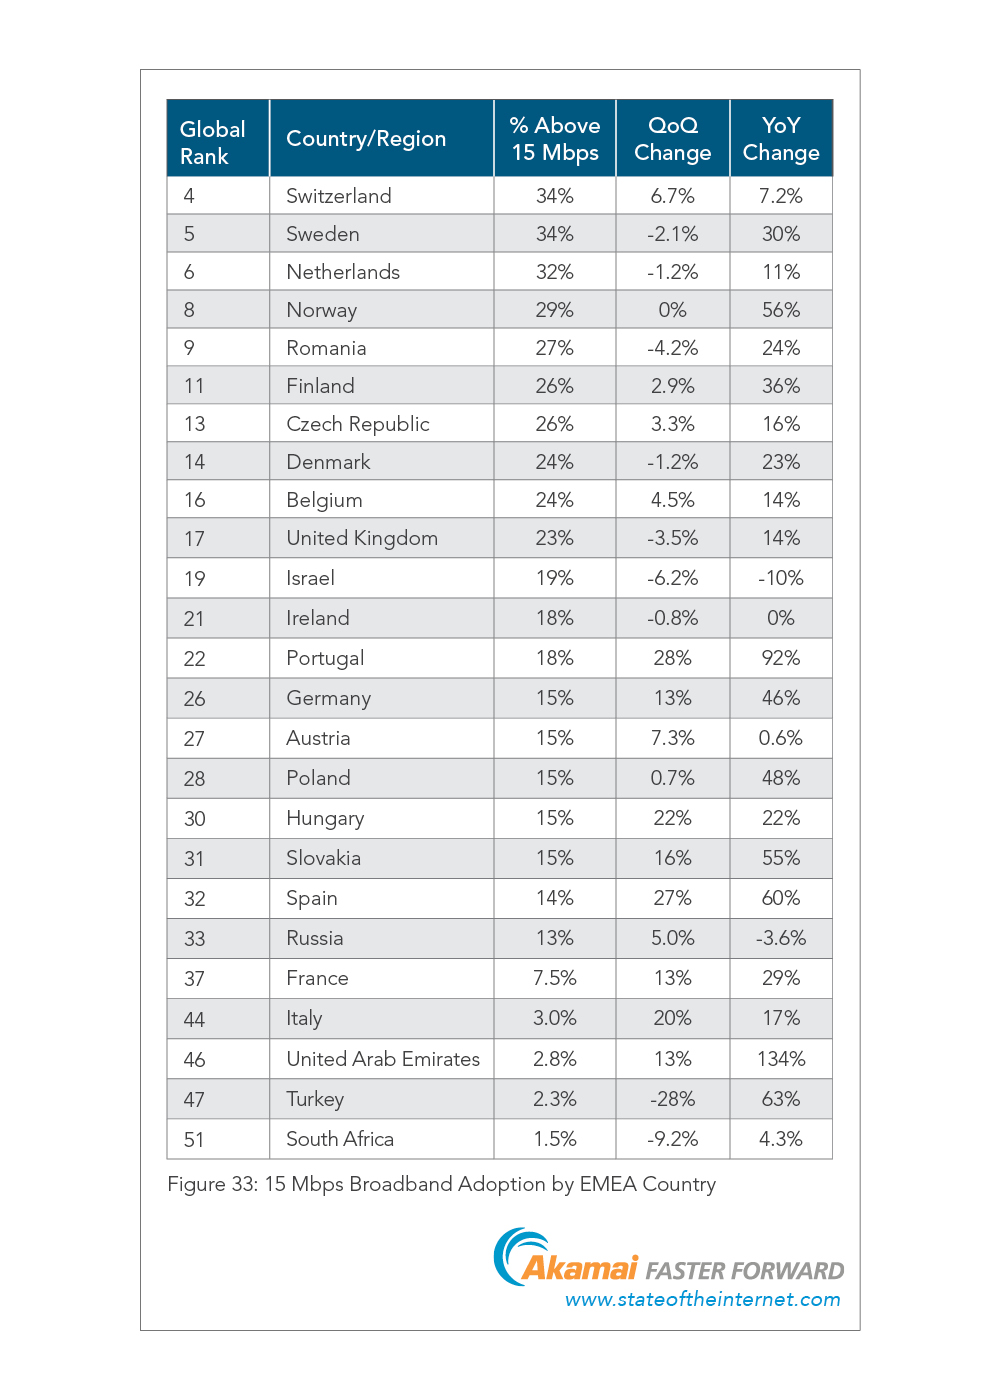 Global Rank Country/Region % Above 15 Mbps QoQ Change YoY Change
4 Switzerland 34% 6.7% 7.2%
5 Sweden 34% -2.1% 30%
6 Netherlands 32% -1.2% 11%
8 Norway 29% 0% 56%
9 Romania 27% -4.2% 24%
11 Finland 26% 2.9% 36%
13 Czech Republic 26% 3.3% 16%
14 Denmark 24% -1.2% 23%
16 Belgium 24% 4.5% 14%
17 United Kingdom 23% -3.5% 14%
19 Israel 19% -6.2% -10%
21 Ireland 18% -0.8% 0%
22 Portugal 18% 28% 92%
26 Germany 15% 13% 46%
27 Austria 15% 7.3% 0.6%
28 Poland 15% 0.7% 48%
30 Hungary 15% 22% 22%
31 Slovakia 15% 16% 55%
32 Spain 14% 27% 60%
33 Russia 13% 5.0% -3.6%
37 France 7.5% 13% 29%
44 Italy 3.0% 20% 17%
46 United Arab Emirates 2.8% 13% 134%
47 Turkey 2.3% -28% 63%
51 South Africa 1.5% -9.2% 4.3%
Figure 33: 15 Mbps Broadband Adoption by EMEA Country
Akamai FASTER FORWARD
www.stateoftheinternet.com